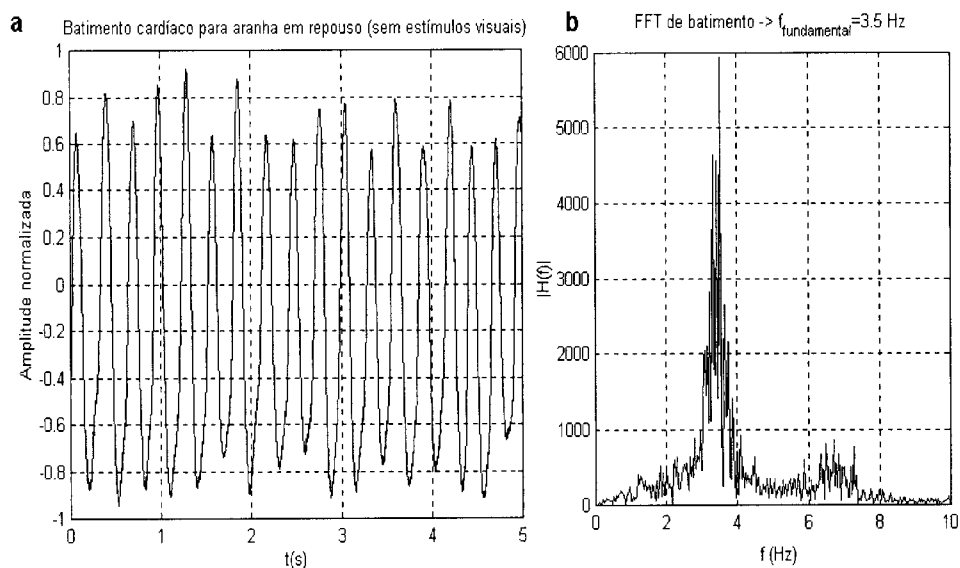 a
Batimento cardíaco para aranha em repouso (sem estímulos visuais)
Amplitude normalizada
1
0.8
0.6
0.4
0.2
0
-0.2
-0.4
-0.6
-0.8
-1
0 1 2 3 4 5
t(s)
b
FFT de batimento -> f_fundamental=3.5 Hz
|H(f)|
6000
5000
4000
3000
2000
1000
0
0 2 4 6 8 10
f (Hz)